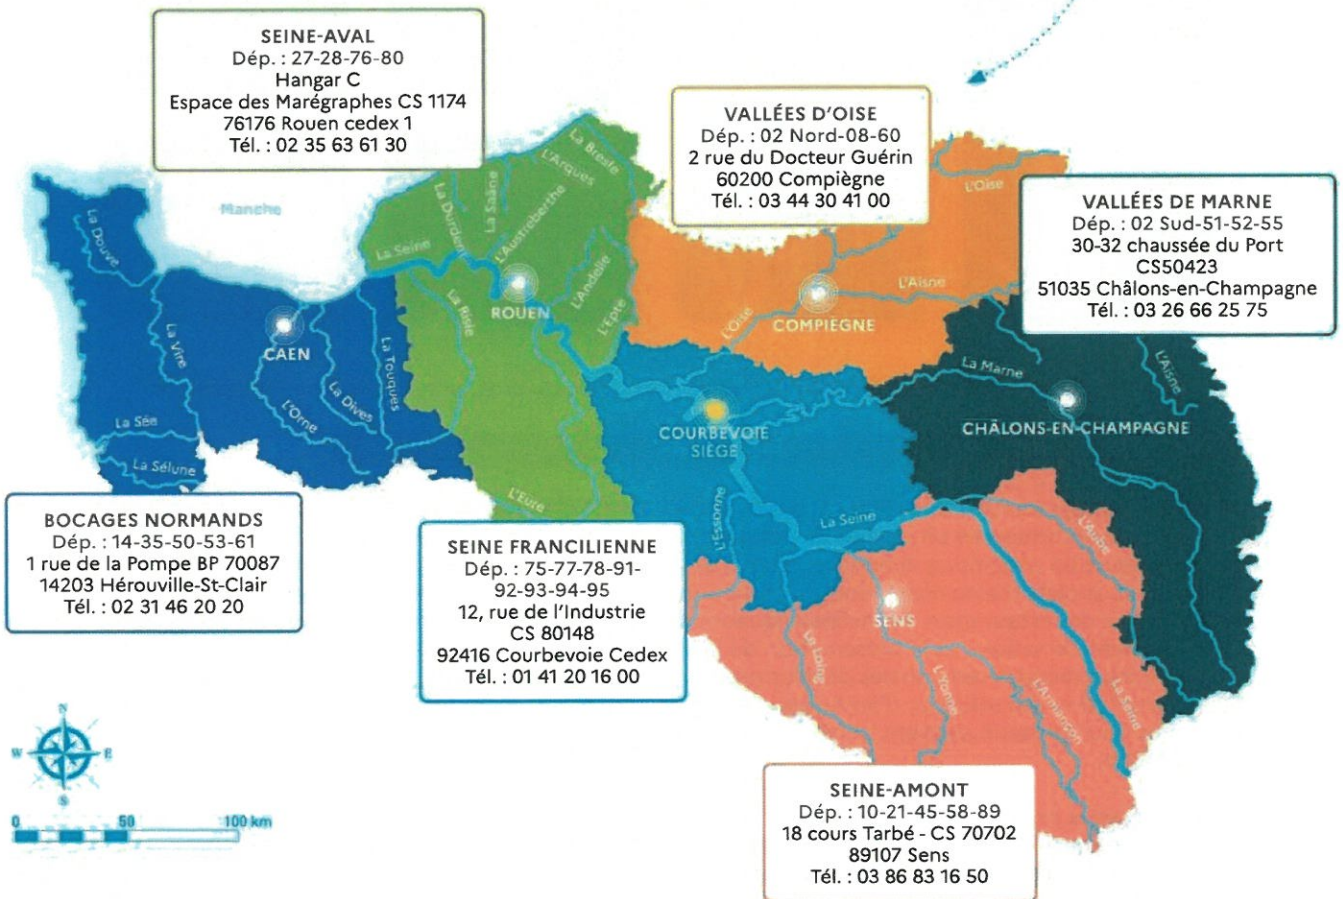 SEINE-AVAL
Dép. : 27-28-76-80
Hangar C
Espace des Marégraphes CS 1174
76176 Rouen cedex 1
Tél. : 02 35 63 61 30
VALLÉES D'OISE
Dép. : 02 Nord-08-60
2 rue du Docteur Guérin
60200 Compiègne
Tél. : 03 44 30 41 00
VALLÉES DE MARNE
Dép. : 02 Sud-51-52-55
30-32 chaussée du Port
CS50423
51035 Châlons-en-Champagne
Tél. : 03 26 66 25 75
Manche
La Douve
La Vire
La Sée
La Sélune
CAEN
L'Orne
La Dives
La Touques
La Seine
La Durdent
La Saâne
L'Austreberthe
L'Arques
La Bresle
ROUEN
L'Andelle
L'Epte
La Risle
L'Eure
L'Oise
L'Oise
L'Aisne
COMPIÈGNE
La Marne
L'Aisne
CHÂLONS-EN-CHAMPAGNE
COURBEVOIE
SIÈGE
L'Essonne
La Seine
L'Aube
SENS
Le Loing
L'Yonne
L'Armançon
La Seine
BOCAGES NORMANDS
Dép. : 14-35-50-53-61
1 rue de la Pompe BP 70087
14203 Hérouville-St-Clair
Tél. : 02 31 46 20 20
SEINE FRANCILIENNE
Dép. : 75-77-78-91-
92-93-94-95
12, rue de l'Industrie
CS 80148
92416 Courbevoie Cedex
Tél. : 01 41 20 16 00
SEINE-AMONT
Dép. : 10-21-45-58-89
18 cours Tarbé - CS 70702
89107 Sens
Tél. : 03 86 83 16 50
N
W E
S
0 50 100 km